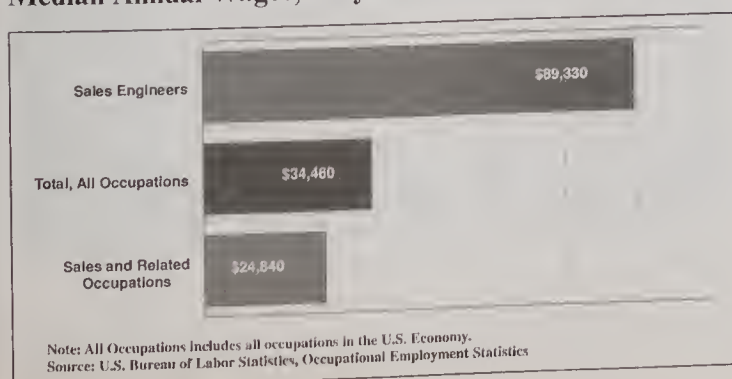 Sales Engineers
$89,330
Total, All Occupations
$34,460
Sales and Related
Occupations
$24,840
Note: All Occupations includes all occupations in the U.S. Economy.
Source: U.S. Bureau of Labor Statistics, Occupational Employment Statistics